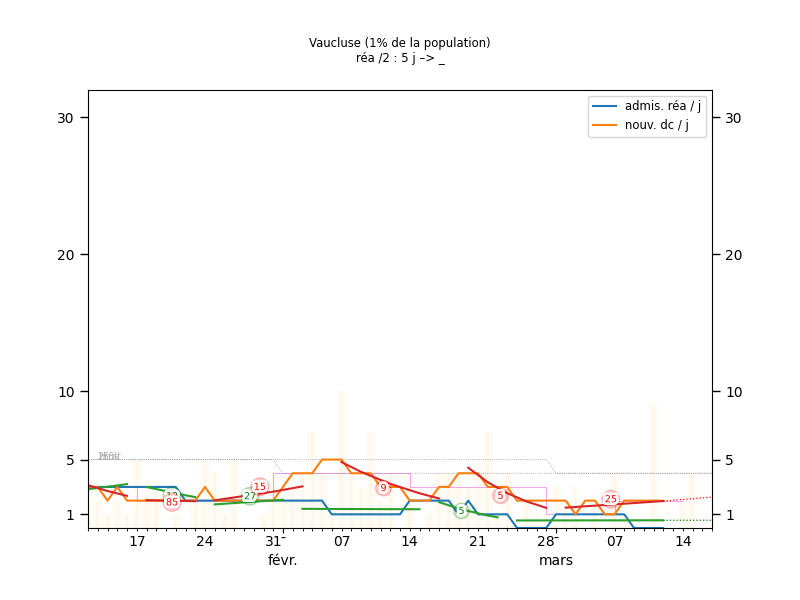 Vaucluse (1% de la population)
réa /2 : 5 j –> _
admis. réa / j
nouv. dc / j
30 30
20 20
10 10
5 5
1 1
15 9 27 85 5 5 25
17 24 31- 07 14 21 28- 07 14
févr. mars